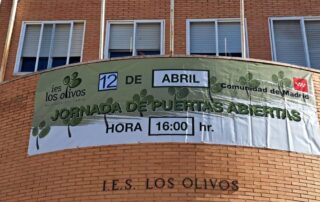 ies
los olivos
12 DE ABRIL
Comunidad de Madrid
JORNADA DE PUERTAS ABIERTAS
HORA 16:00 hr.
I.E.S. LOS OLIVOS